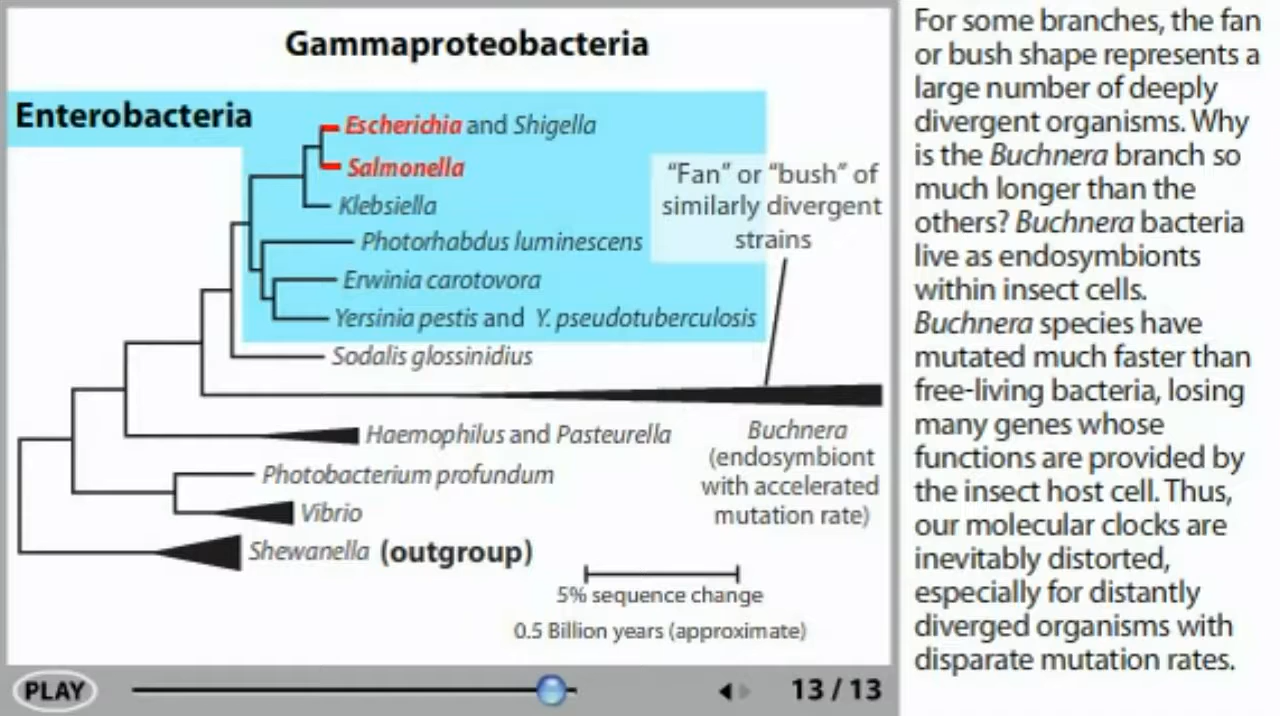 Gammaproteobacteria
Enterobacteria
Escherichia and Shigella
Salmonella
Klebsiella
Photorhabdus luminescens
Erwinia carotovora
Yersinia pestis and Y. pseudotuberculosis
Sodalis glossinidius
"Fan" or "bush" of
similarly divergent
strains
Buchnera
(endosymbiont
with accelerated
mutation rate)
Haemophilus and Pasteurella
Photobacterium profundum
Vibrio
Shewanella (outgroup)
5% sequence change
0.5 Billion years (approximate)
PLAY
13 / 13
For some branches, the fan
or bush shape represents a
large number of deeply
divergent organisms. Why
is the Buchnera branch so
much longer than the
others? Buchnera bacteria
live as endosymbionts
within insect cells.
Buchnera species have
mutated much faster than
free-living bacteria, losing
many genes whose
functions are provided by
the insect host cell. Thus,
our molecular clocks are
inevitably distorted,
especially for distantly
diverged organisms with
disparate mutation rates.